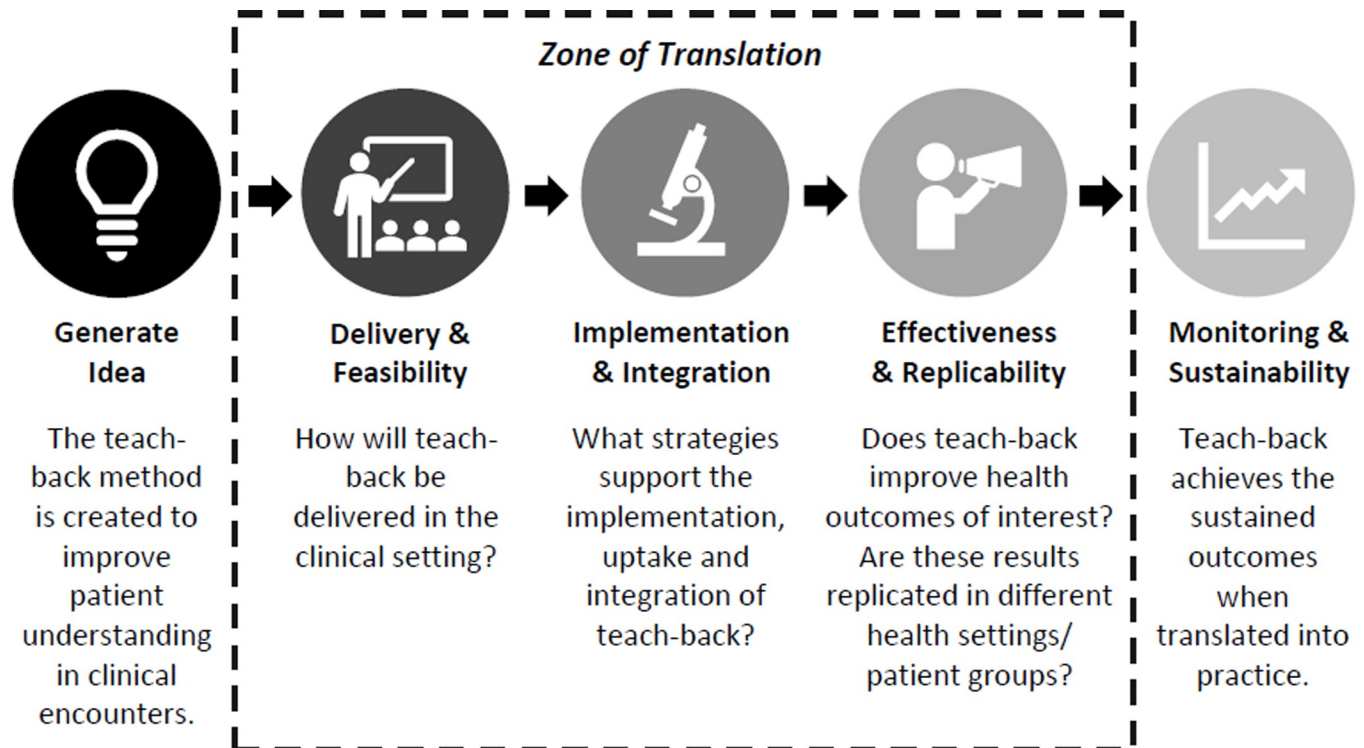 Zone of Translation
Generate
Idea
The teach-
back method
is created to
improve
patient
understanding
in clinical
encounters.
Delivery &
Feasibility
How will teach-
back be
delivered in the
clinical setting?
Implementation
& Integration
What strategies
support the
implementation,
uptake and
integration of
teach-back?
Effectiveness
& Replicability
Does teach-back
improve health
outcomes of interest?
Are these results
replicated in different
health settings/
patient groups?
Monitoring &
Sustainability
Teach-back
achieves the
sustained
outcomes
when
translated into
practice.